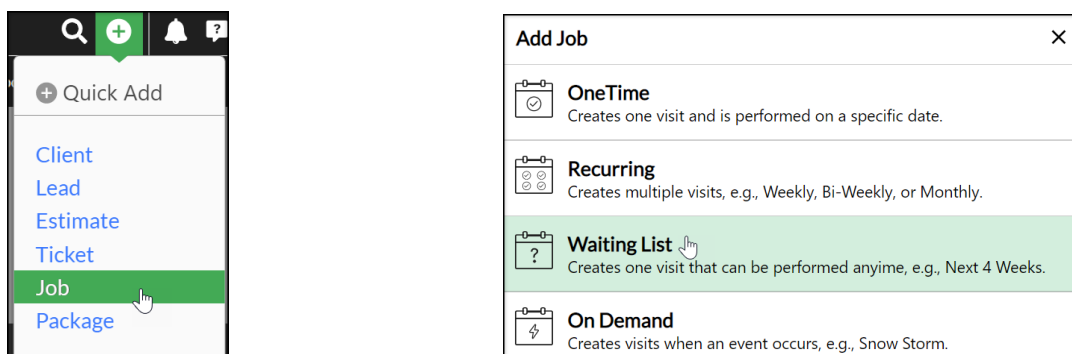 Quick Add
Client
Lead
Estimate
Ticket
Job
Package
Add Job
OneTime
Creates one visit and is performed on a specific date.
Recurring
Creates multiple visits, e.g., Weekly, Bi-Weekly, or Monthly.
Waiting List
Creates one visit that can be performed anyime, e.g., Next 4 Weeks.
On Demand
Creates visits when an event occurs, e.g., Snow Storm.